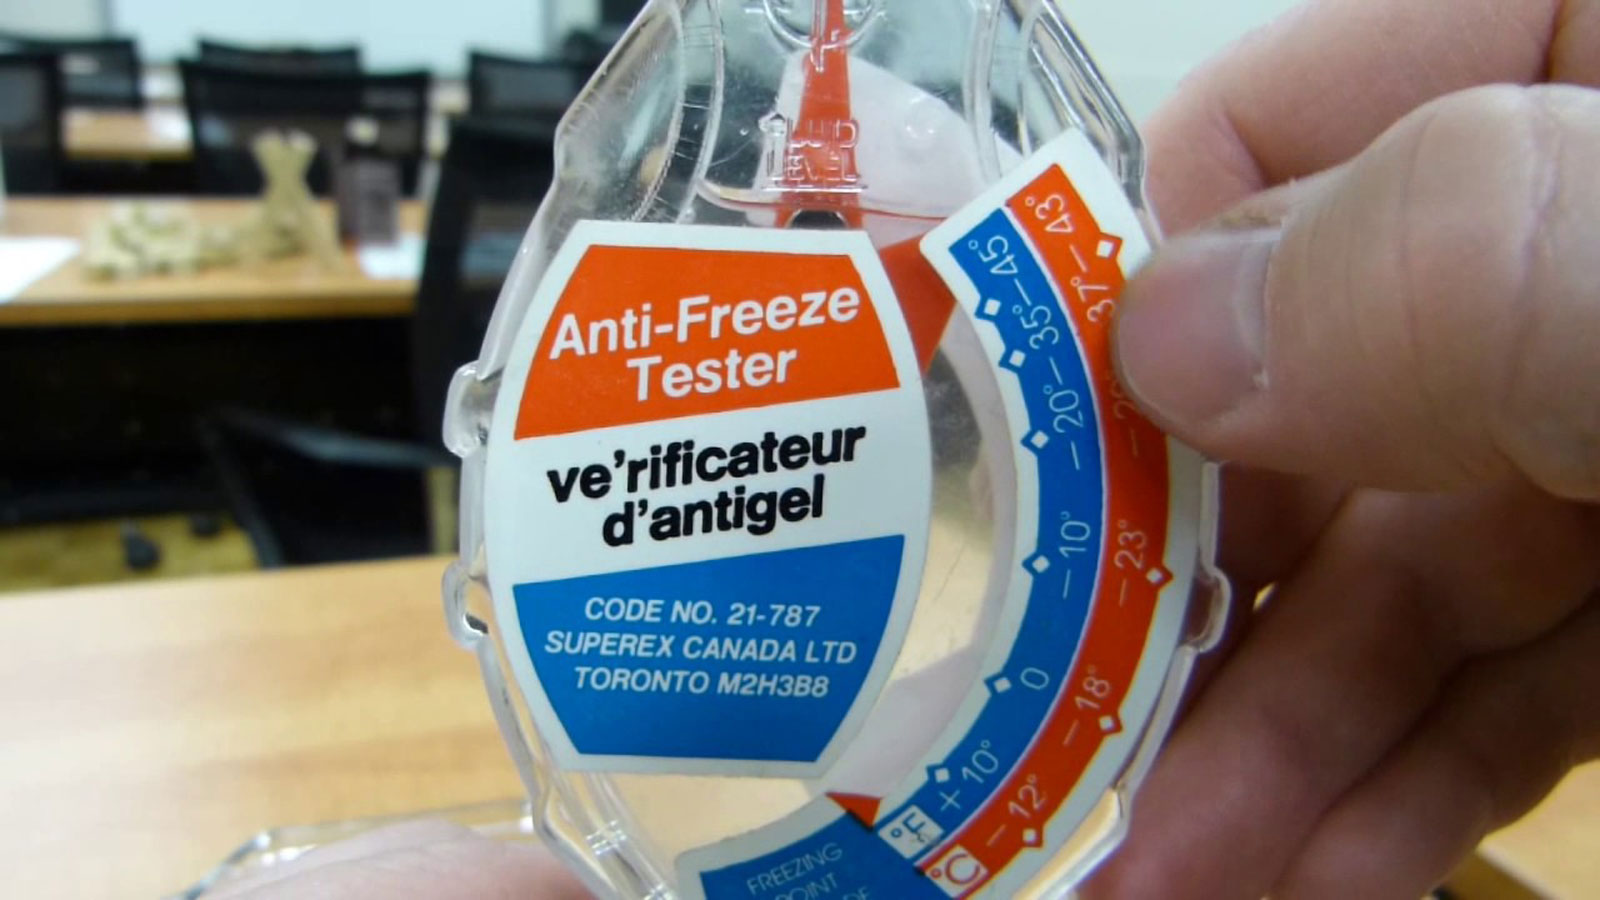 Anti-Freeze
Tester
ve'rificateur
d'antigel
CODE NO. 21-787
SUPEREX CANADA LTD
TORONTO M2H3B8
-45°
-35°
-20°
-10°
0
+10°
°F
-43°
37°
-23°
-18°
-12°
°C
FREEZING
POINT